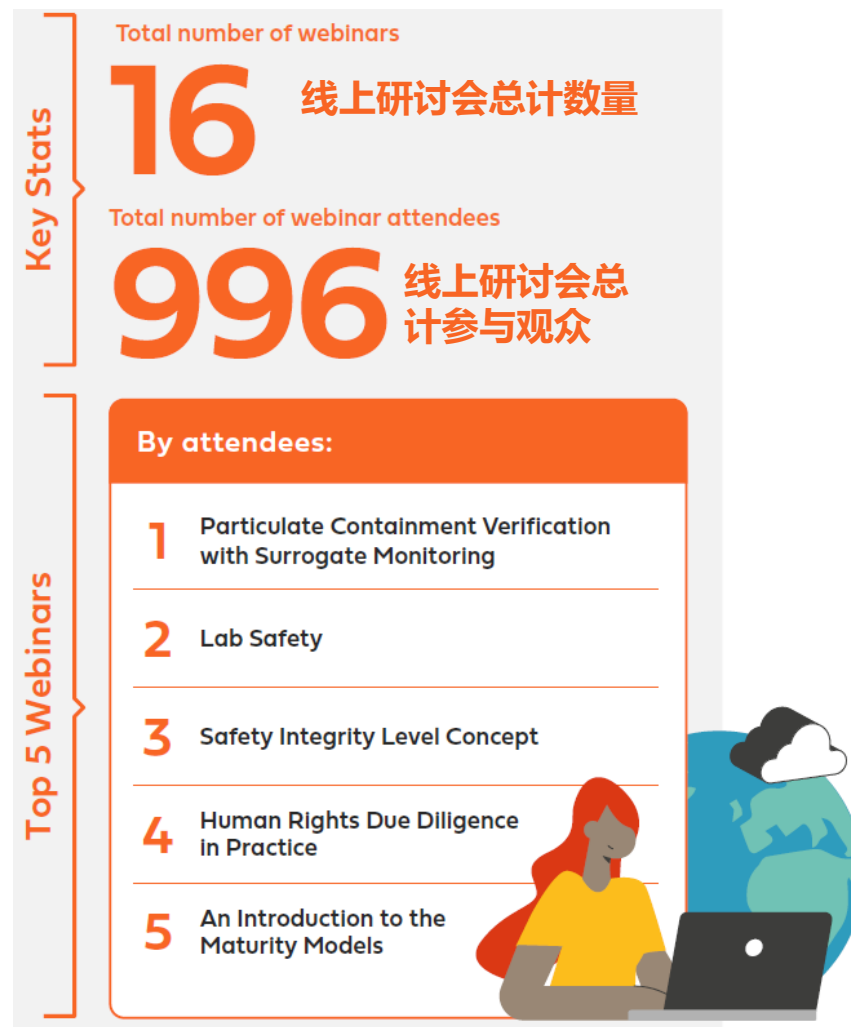 Key Stats
Total number of webinars
16
线上研讨会总计数量
Total number of webinar attendees
996
线上研讨会总
计参与观众
Top 5 Webinars
By attendees:
1
Particulate Containment Verification
with Surrogate Monitoring
2
Lab Safety
3
Safety Integrity Level Concept
4
Human Rights Due Diligence
in Practice
5
An Introduction to the
Maturity Models